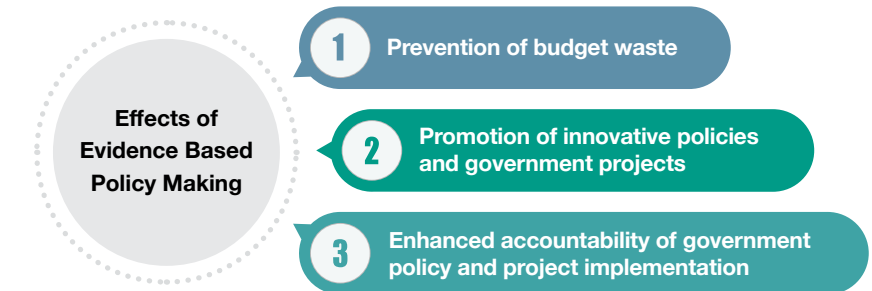 Effects of
Evidence Based
Policy Making
1
Prevention of budget waste
2
Promotion of innovative policies
and government projects
3
Enhanced accountability of government
policy and project implementation